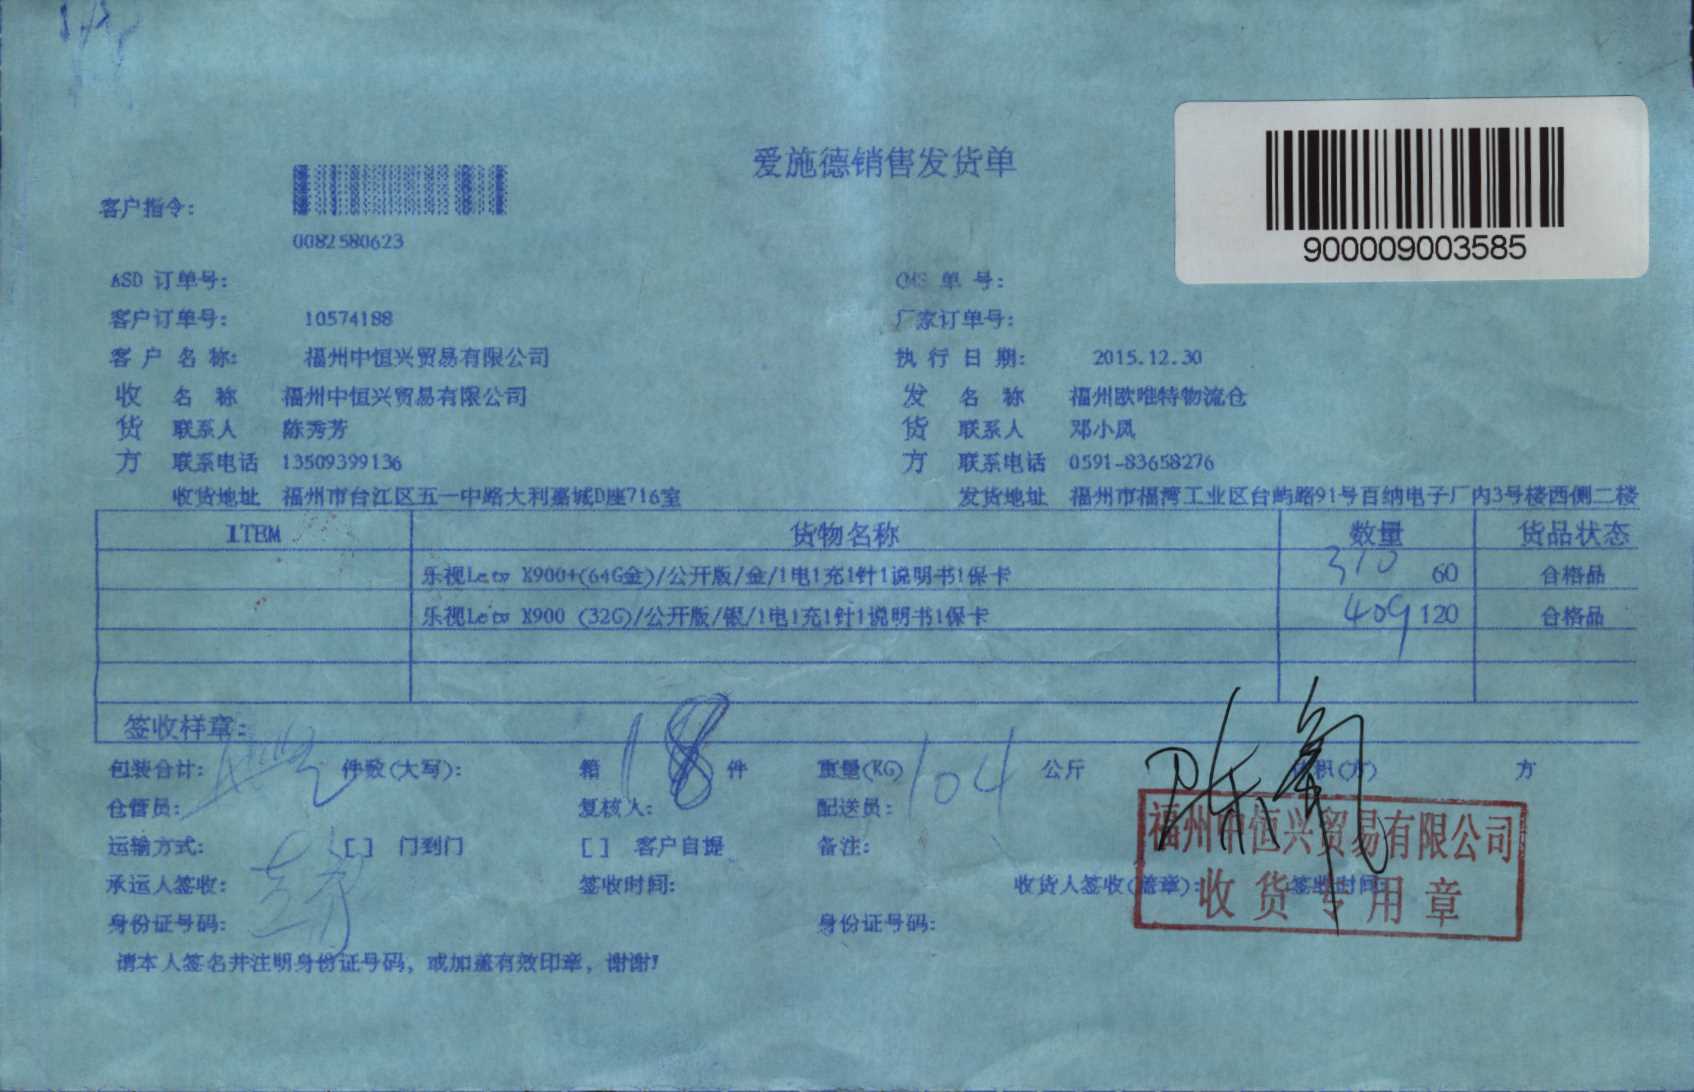 爱施德销售发货单
900009003585
客户指令:
0082580623
ASD 订单号:
CMS 单 号:
客户订单号: 10574188
厂家订单号:
客 户 名 称: 福州中恒兴贸易有限公司
执 行 日 期: 2015.12.30
收 名 称 福州中恒兴贸易有限公司
发 名 称 福州欧唯特物流仓
货 联系人 陈秀芳
货 联系人 邓小凤
方 联系电话 13509399136
方 联系电话 0591-83658276
收货地址 福州市台江区五一中路大利嘉城D座716室
发货地址 福州市福湾工业区台屿路91号百纳电子厂内3号楼西侧二楼
ITEM 货物名称 数量 货品状态
乐视Letv X900+(64G金)/公开版/金/1电1充1针1说明书1保卡 310 60 合格品
乐视Letv X900 (32G)/公开版/银/1电1充1针1说明书1保卡 409 120 合格品
签收样章:
包装合计: 件数(大写): 箱 18 件 重量(KG) 104 公斤 体积(方) 方
仓管员: 复核人: 配送员:
福州中恒兴贸易有限公司
运输方式: [ ] 门到门 [ ] 客户自提 备注:
承运人签收: 签收时间: 收货人签收(盖章): 签收时间:
收货专用章
身份证号码: 身份证号码:
请本人签名并注明身份证号码，或加盖有效印章，谢谢!